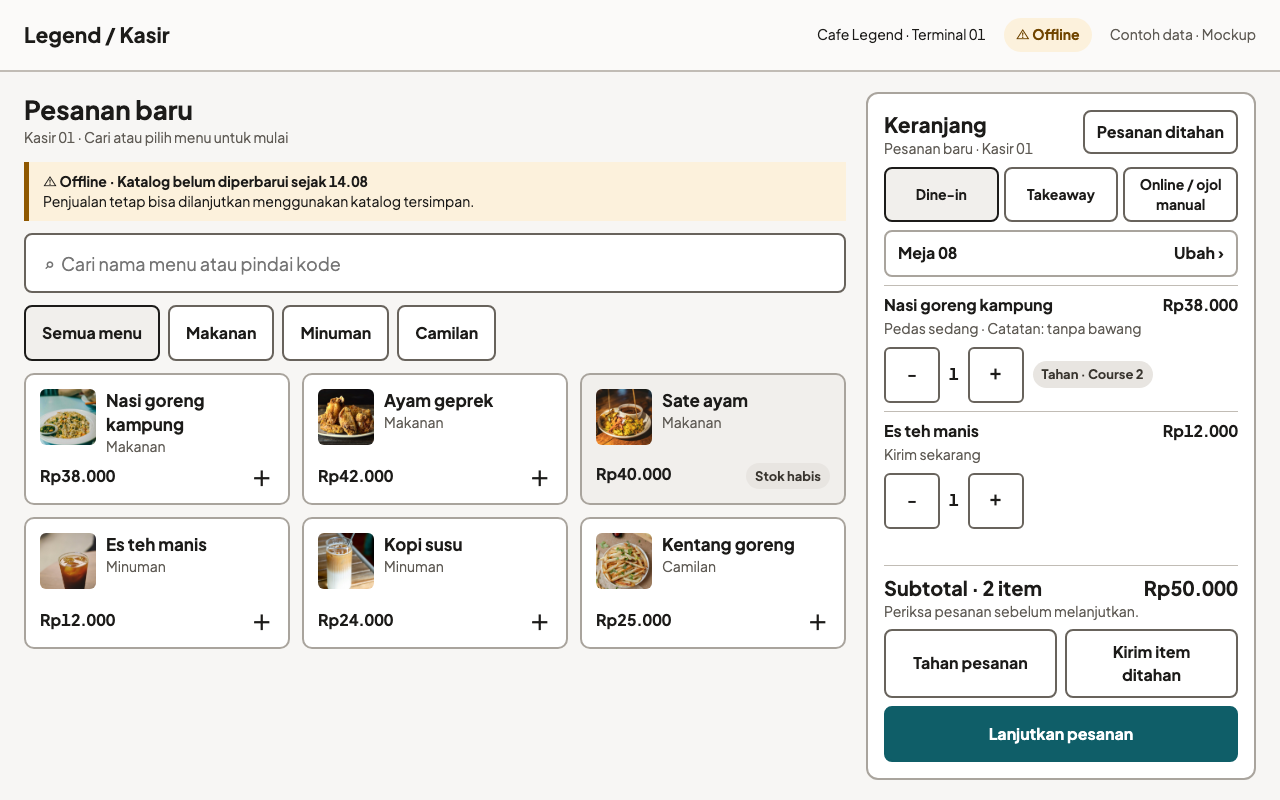 Legend / Kasir
Cafe Legend · Terminal 01
⚠ Offline
Contoh data · Mockup
Pesanan baru
Kasir 01 · Cari atau pilih menu untuk mulai
⚠ Offline · Katalog belum diperbarui sejak 14.08
Penjualan tetap bisa dilanjutkan menggunakan katalog tersimpan.
⌕ Cari nama menu atau pindai kode
Semua menu
Makanan
Minuman
Camilan
Nasi goreng
kampung
Makanan
Rp38.000
+
Ayam geprek
Makanan
Rp42.000
+
Sate ayam
Makanan
Rp40.000
Stok habis
Es teh manis
Minuman
Rp12.000
+
Kopi susu
Minuman
Rp24.000
+
Kentang goreng
Camilan
Rp25.000
+
Keranjang
Pesanan baru · Kasir 01
Pesanan ditahan
Dine-in
Takeaway
Online / ojol
manual
Meja 08
Ubah ›
Nasi goreng kampung
Rp38.000
Pedas sedang · Catatan: tanpa bawang
- 1 +
Tahan · Course 2
Es teh manis
Rp12.000
Kirim sekarang
- 1 +
Subtotal · 2 item
Rp50.000
Periksa pesanan sebelum melanjutkan.
Tahan pesanan
Kirim item
ditahan
Lanjutkan pesanan